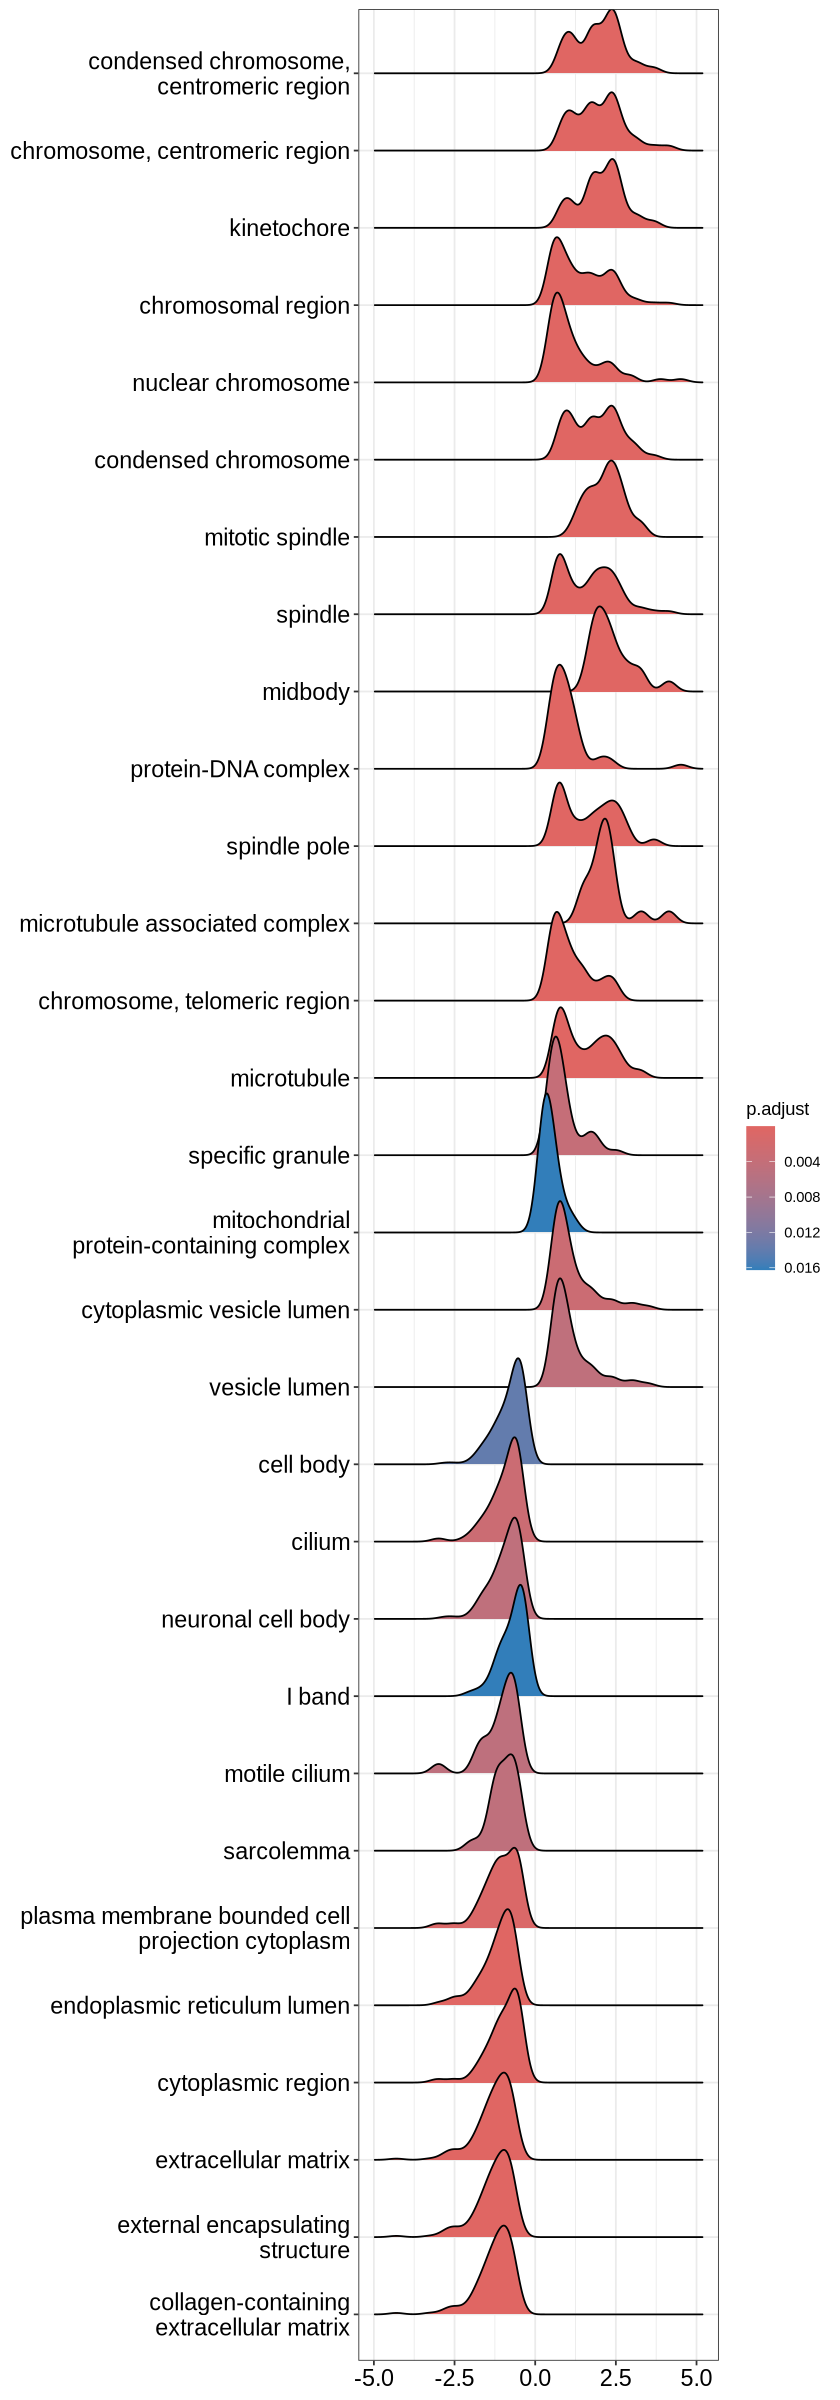 condensed chromosome,
centromeric region
chromosome, centromeric region
kinetochore
chromosomal region
nuclear chromosome
condensed chromosome
mitotic spindle
spindle
midbody
protein-DNA complex
spindle pole
microtubule associated complex
chromosome, telomeric region
microtubule
specific granule
mitochondrial
protein-containing complex
cytoplasmic vesicle lumen
vesicle lumen
cell body
cilium
neuronal cell body
I band
motile cilium
sarcolemma
plasma membrane bounded cell
projection cytoplasm
endoplasmic reticulum lumen
cytoplasmic region
extracellular matrix
external encapsulating
structure
collagen-containing
extracellular matrix
-5.0 -2.5 0.0 2.5 5.0
p.adjust
0.004
0.008
0.012
0.016